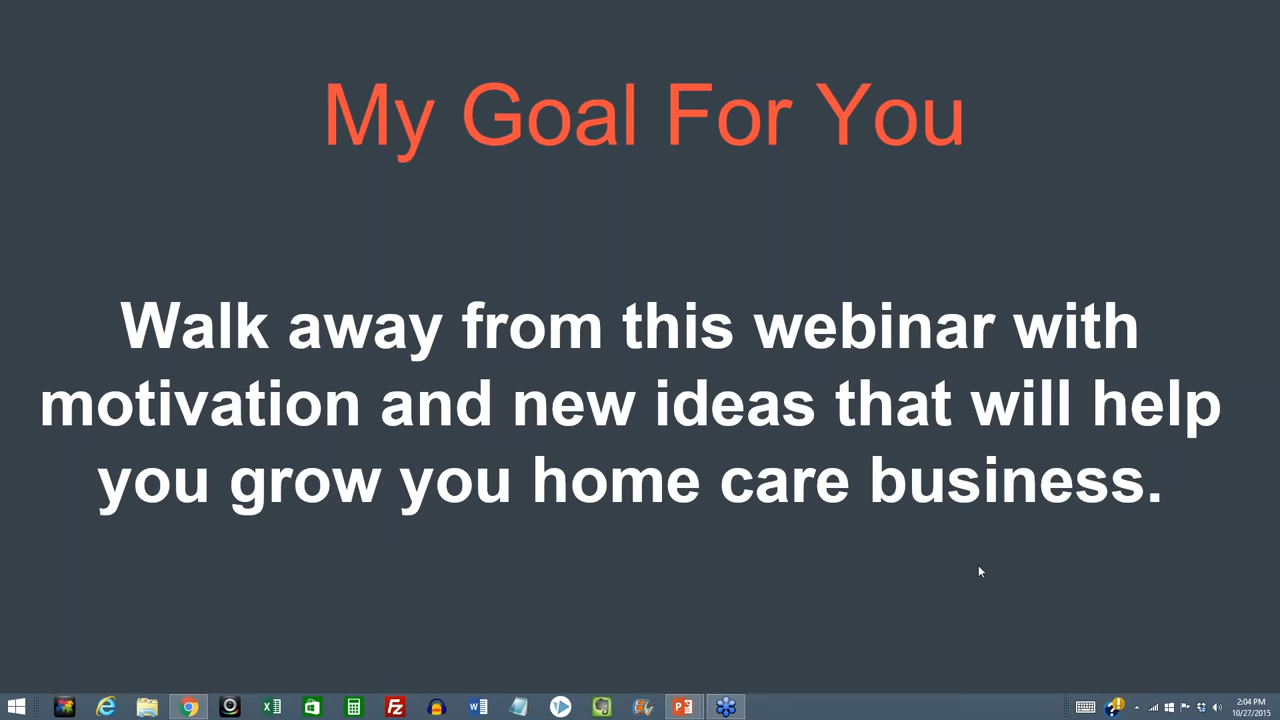 My Goal For You
Walk away from this webinar with
motivation and new ideas that will help
you grow you home care business.
2:04 PM
10/27/2015